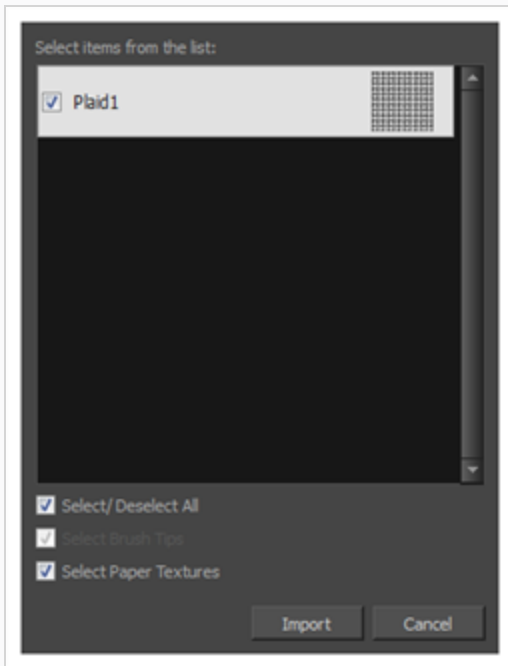 Select items from the list:
Plaid1
Select/ Deselect All
Select Brush Tips
Select Paper Textures
Import Cancel